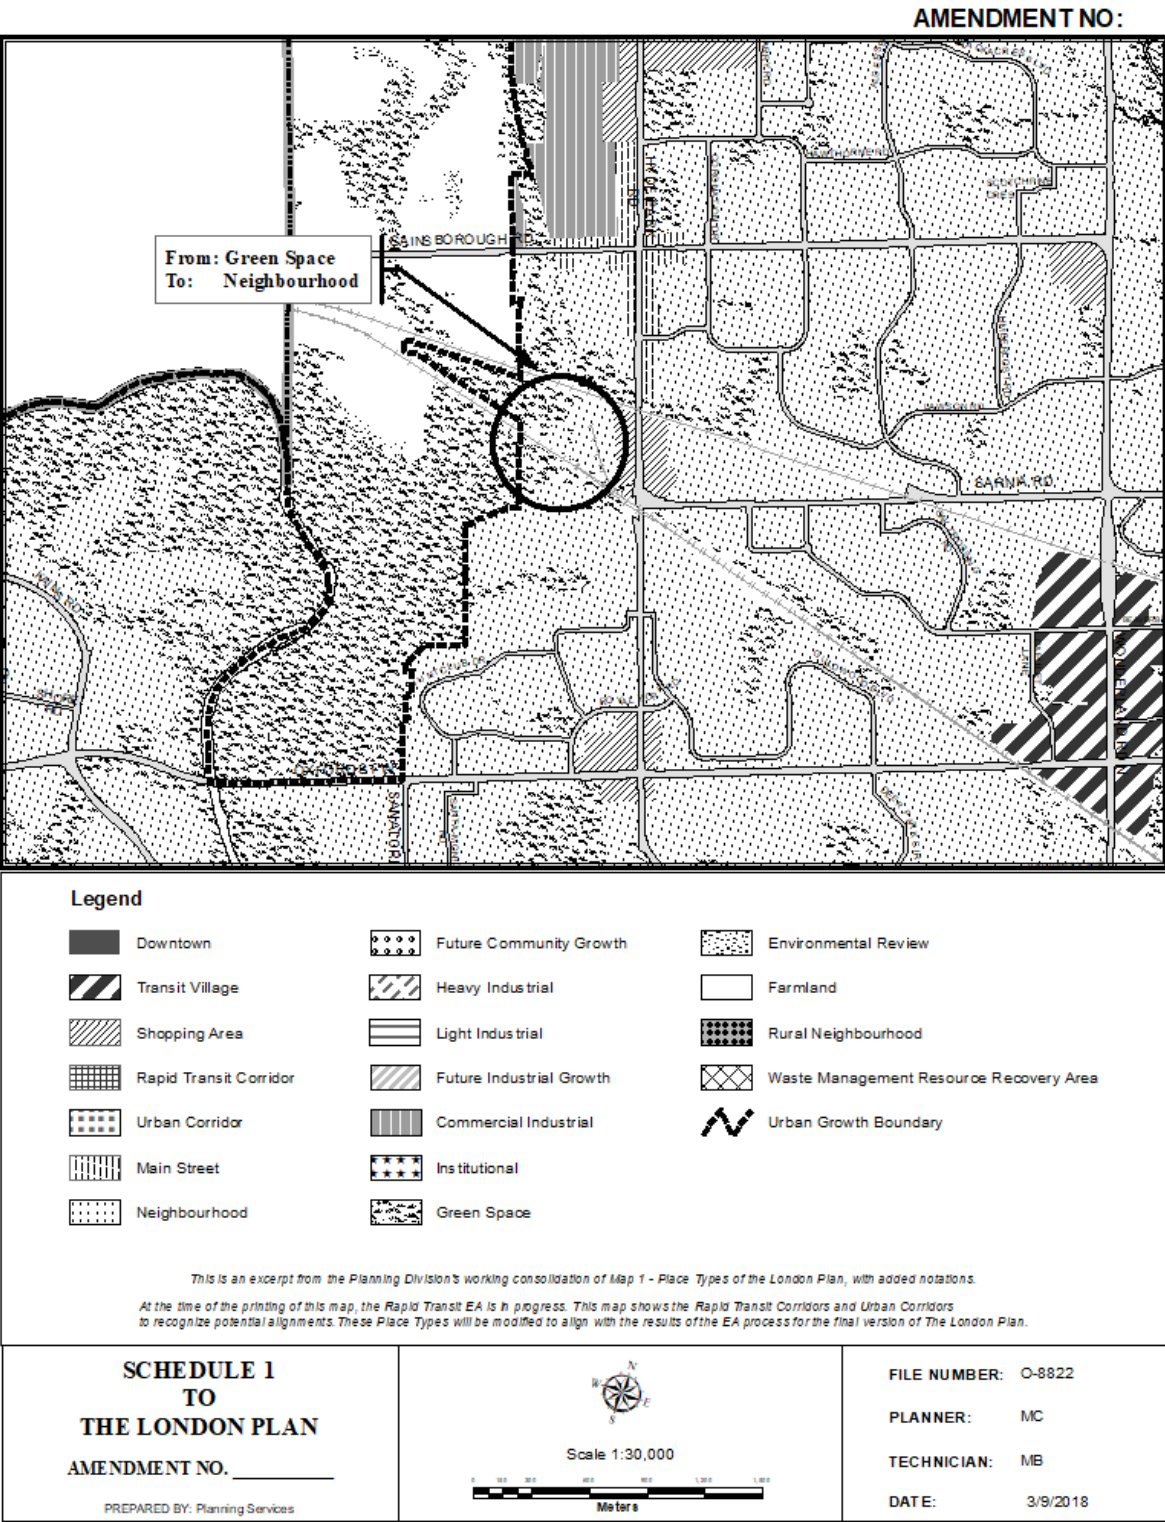 AMENDMENT NO:
From: Green Space
To: Neighbourhood
HYDE PARK
RD
SARNIA RD
OXFORD ST W
WONDERLAND RD N
Legend
Downtown
Transit Village
Shopping Area
Rapid Transit Corridor
Urban Corridor
Main Street
Neighbourhood
Future Community Growth
Heavy Industrial
Light Industrial
Future Industrial Growth
Commercial Industrial
Institutional
Green Space
Environmental Review
Farmland
Rural Neighbourhood
Waste Management Resource Recovery Area
Urban Growth Boundary
This is an excerpt from the Planning Division's working consolidation of Map 1 - Place Types of the London Plan, with added notations.
At the time of the printing of this map, the Rapid Transit EA is in progress. This map shows the Rapid Transit Corridors and Urban Corridors
to recognize potential alignments. These Place Types will be modified to align with the results of the EA process for the final version of The London Plan.
SCHEDULE 1
TO
THE LONDON PLAN
AMENDMENT NO. __________
PREPARED BY: Planning Services
N
W
E
S
Scale 1:30,000
Meters
FILE NUMBER: O-8822
PLANNER: MC
TECHNICIAN: MB
DATE: 3/9/2018